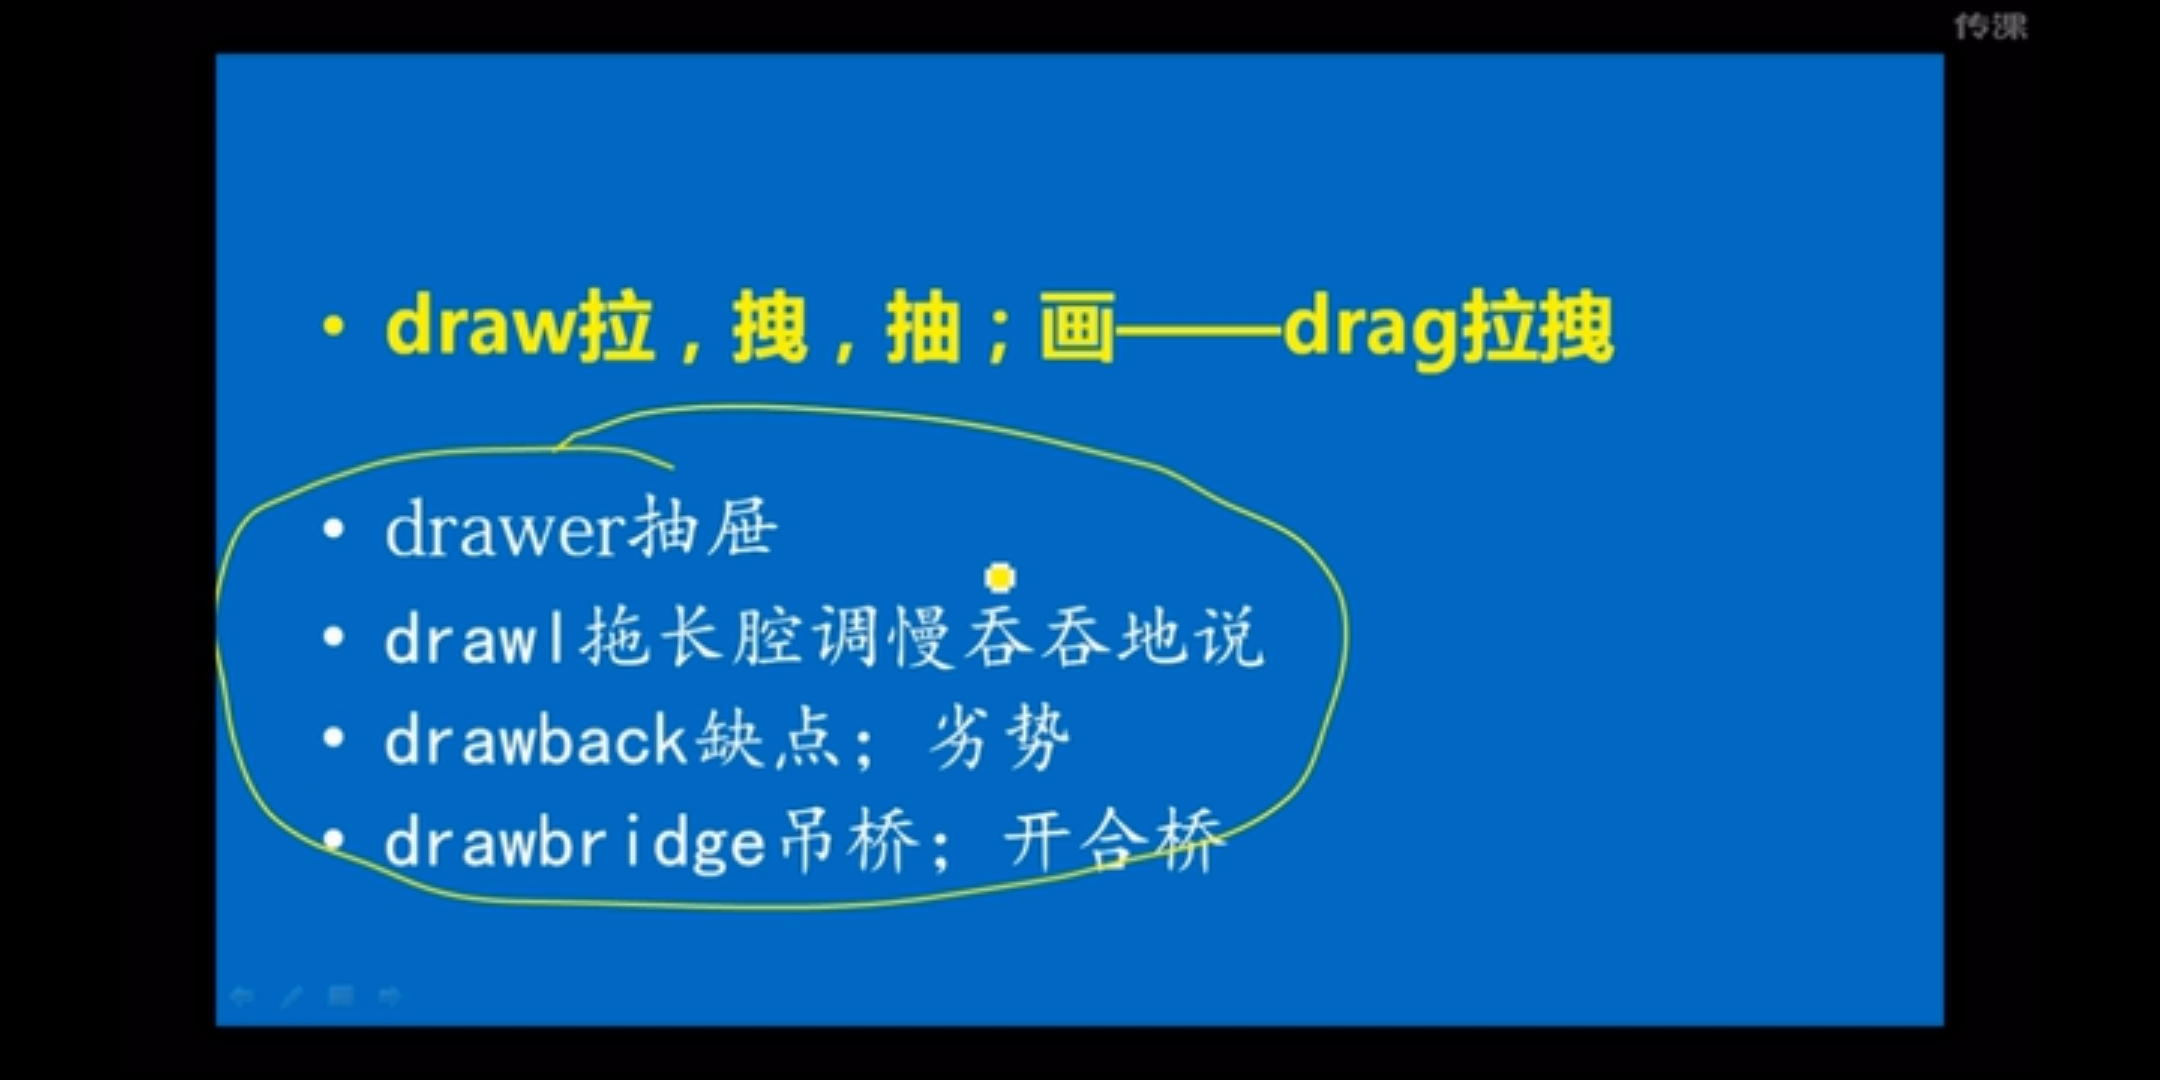 传课
• draw拉，拽，抽；画——drag拉拽
• drawer抽屉
• drawl拖长腔调慢吞吞地说
• drawback缺点；劣势
• drawbridge吊桥；开合桥